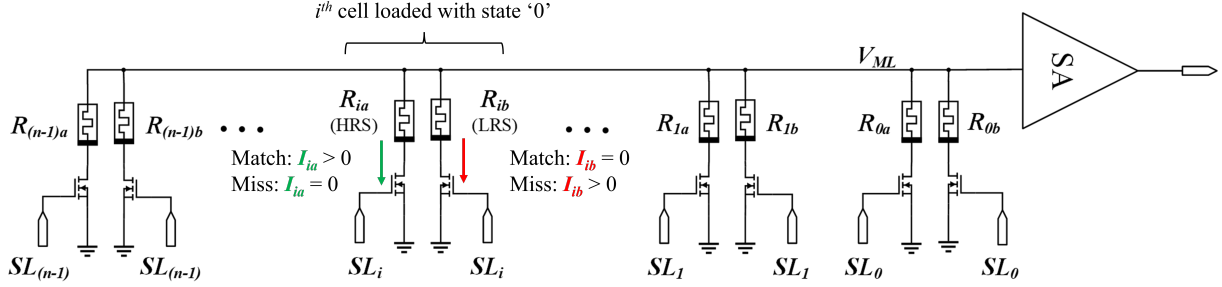 iᵗʰ cell loaded with state ‘0’
V_ML
SA
R_(n-1)a
R_(n-1)b
• • •
R_ia
(HRS)
R_ib
(LRS)
• • •
R_1a
R_1b
R_0a
R_0b
Match: I_ia > 0
Miss: I_ia = 0
Match: I_ib = 0
Miss: I_ib > 0
SL_(n-1)
SL_(n-1)
SL_i
SL_i
SL_1
SL_1
SL_0
SL_0